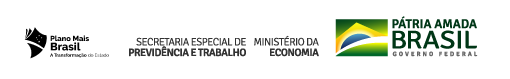 Plano Mais
Brasil
A Transformação do Estado
SECRETARIA ESPECIAL DE
PREVIDÊNCIA E TRABALHO
MINISTÉRIO DA
ECONOMIA
PÁTRIA AMADA
BRASIL
GOVERNO FEDERAL